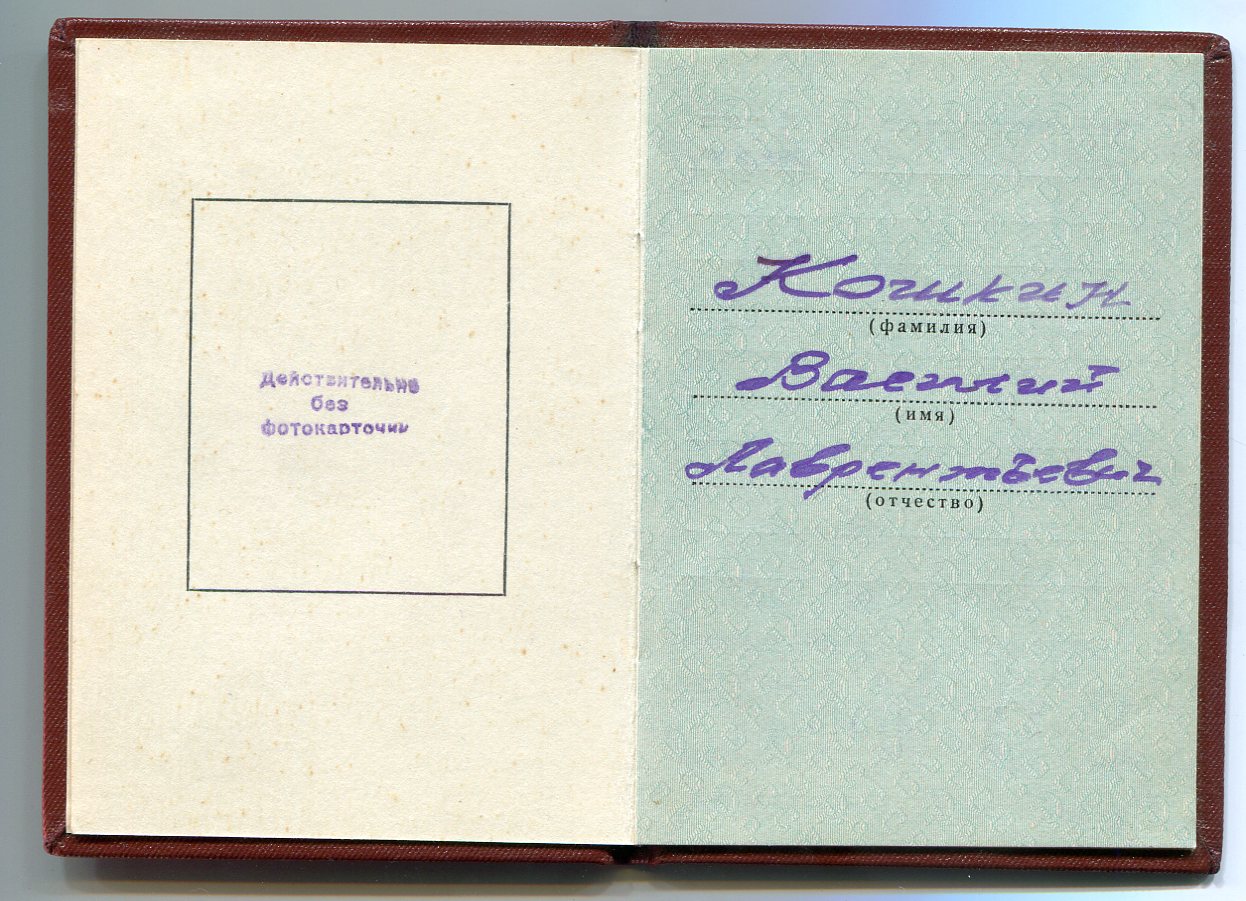 Действительно
без
фотокарточки
Кошкин
(фамилия)
Василий
(имя)
Лаврентьевич
(отчество)